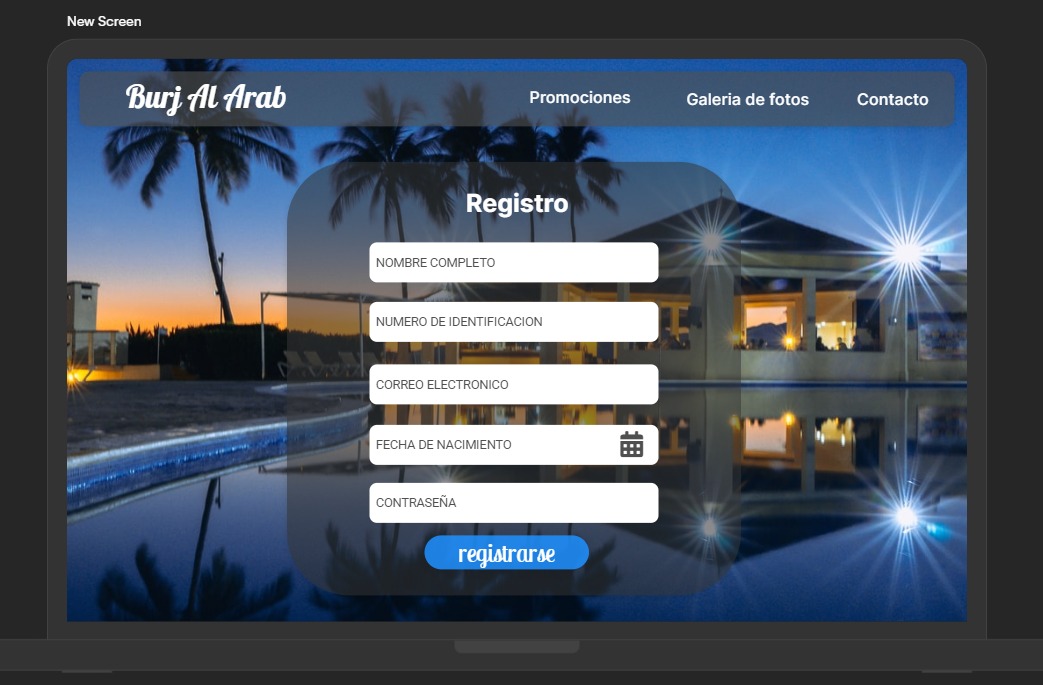 New Screen
Burj Al Arab
Promociones
Galeria de fotos
Contacto
Registro
NOMBRE COMPLETO
NUMERO DE IDENTIFICACION
CORREO ELECTRONICO
FECHA DE NACIMIENTO
CONTRASEÑA
registrarse